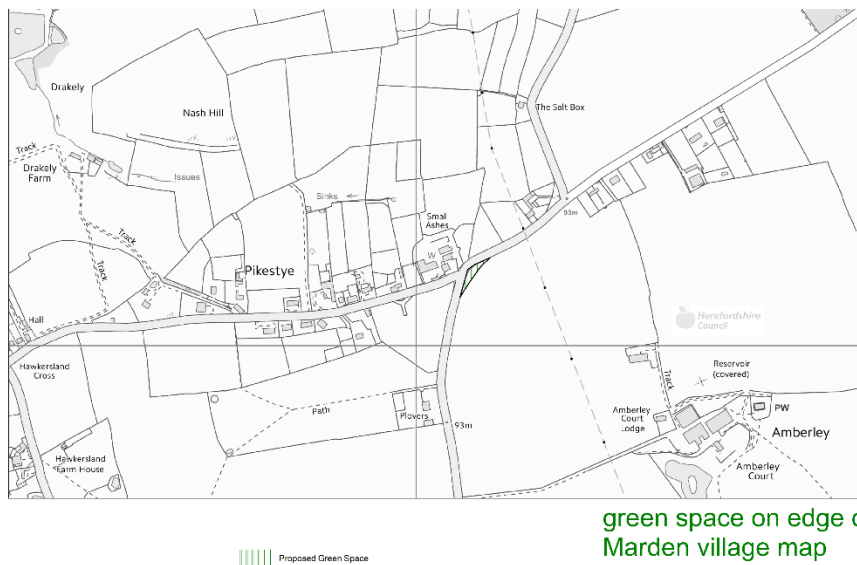 Drakely
Nash Hill
The Salt Box
Track
Drakely
Farm
Issues
Sinks
93m
Small
Ashes
Track
W
Pikestye
Track
Hall
Herefordshire
Council
Hawkersland
Cross
Reservoir
(covered)
Track
Path
Plovers
Amberley
Court
Lodge
PW
93m
Amberley
Hawkersland
Farm House
Amberley
Court
green space on edge o
Marden village map
Proposed Green Space